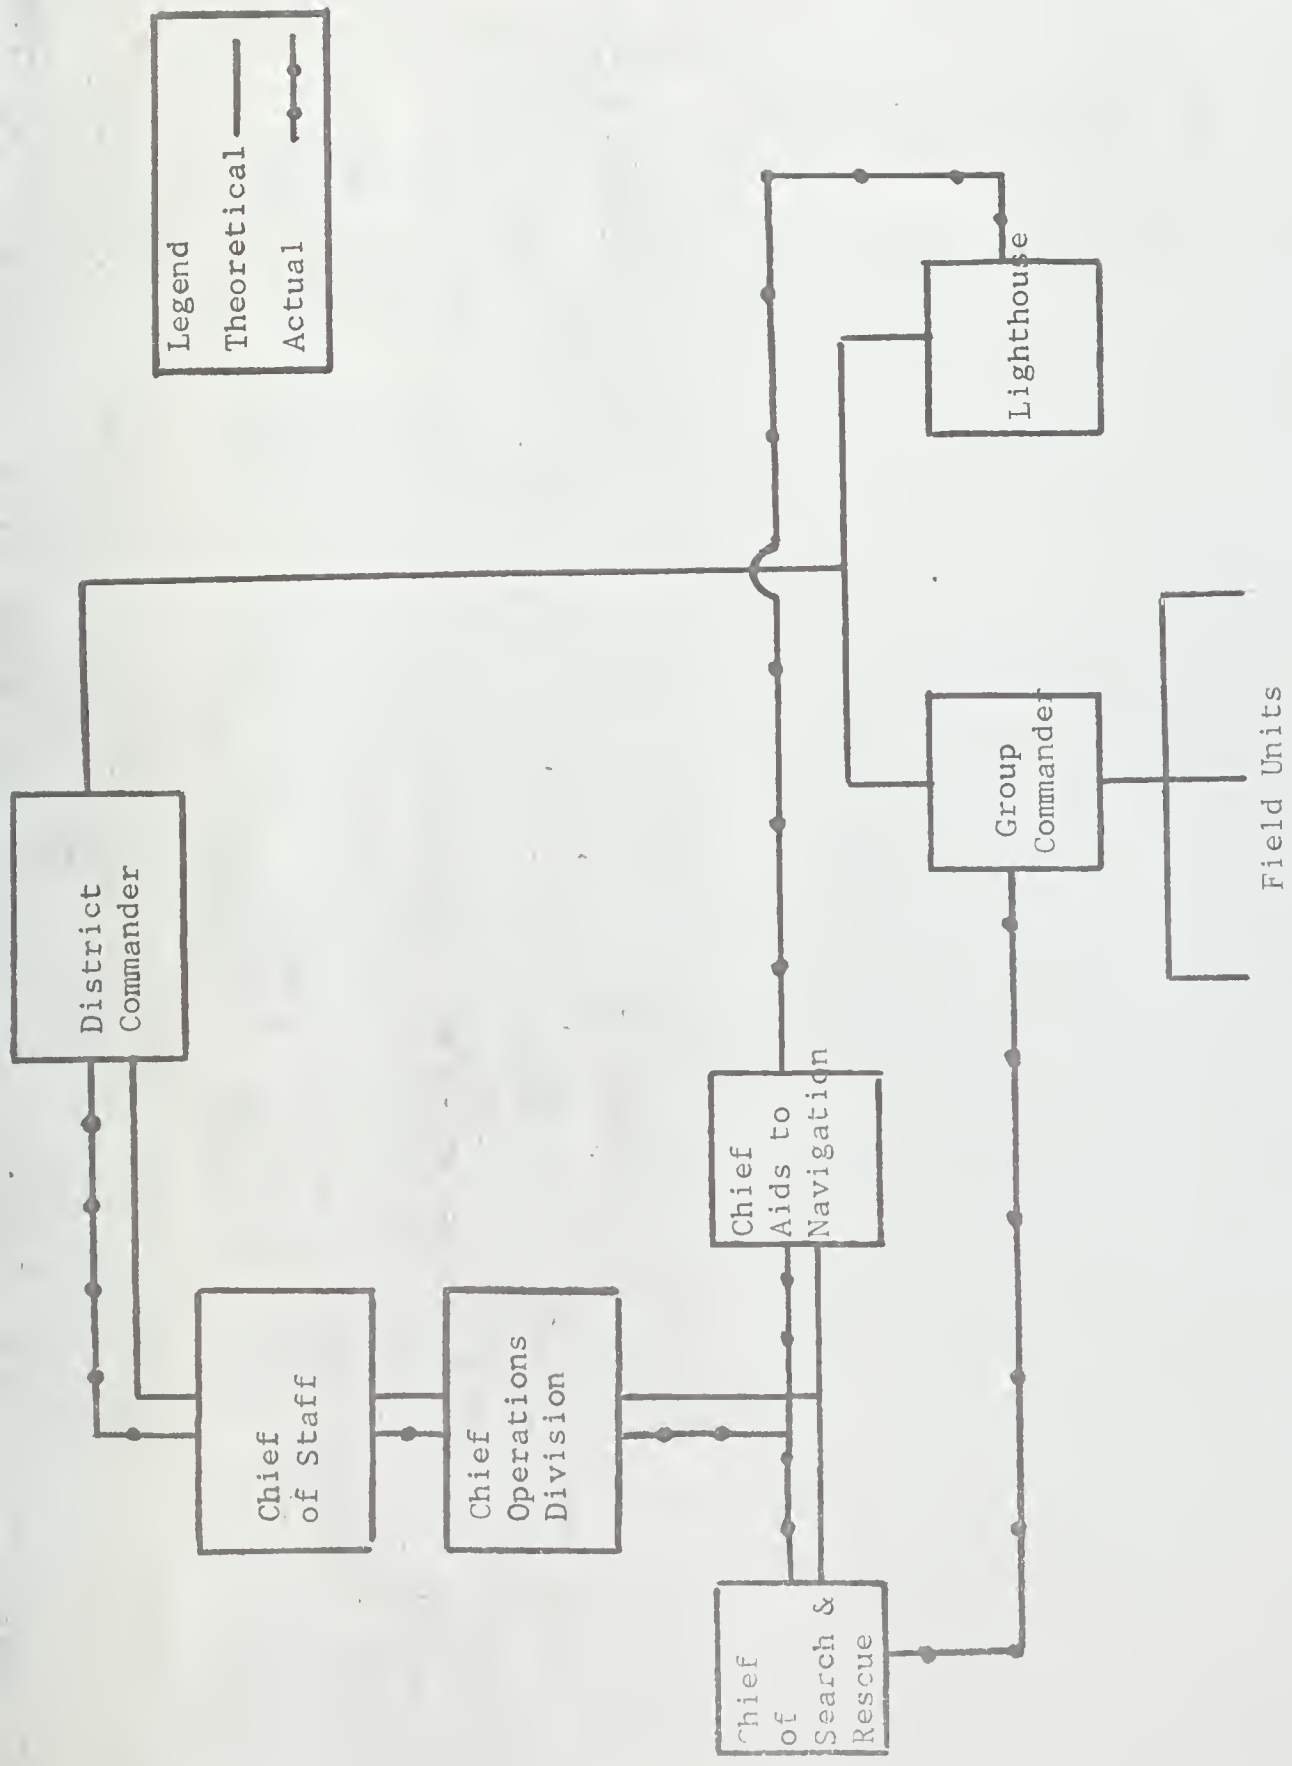 Legend
Theoretical
Actual
District
Commander
Chief
of Staff
Chief
Operations
Division
Chief
Aids to
Navigation
Chief
of
Search &
Rescue
Group
Commander
Lighthouse
Field Units